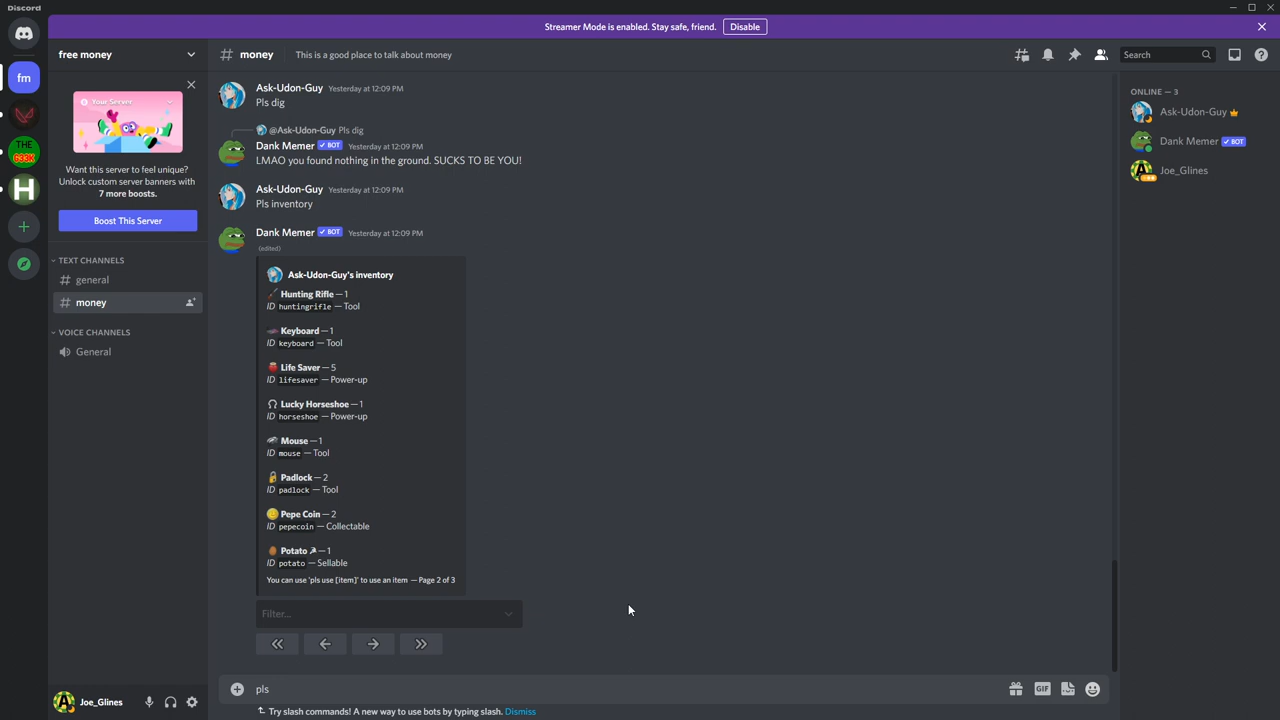 Discord
Streamer Mode is enabled. Stay safe, friend. Disable
free money
# money This is a good place to talk about money
Search
fm
THE
G33K
H
Your Server
Want this server to feel unique?
Unlock custom server banners with
7 more boosts.
Boost This Server
TEXT CHANNELS
# general
# money
VOICE CHANNELS
General
Joe_Glines
Ask-Udon-Guy Yesterday at 12:09 PM
Pls dig
@Ask-Udon-Guy Pls dig
Dank Memer ✓ BOT Yesterday at 12:09 PM
LMAO you found nothing in the ground. SUCKS TO BE YOU!
Ask-Udon-Guy Yesterday at 12:09 PM
Pls inventory
Dank Memer ✓ BOT Yesterday at 12:09 PM
(edited)
Ask-Udon-Guy's inventory
Hunting Rifle — 1
ID huntingrifle — Tool
Keyboard — 1
ID keyboard — Tool
Life Saver — 5
ID lifesaver — Power-up
Lucky Horseshoe — 1
ID horseshoe — Power-up
Mouse — 1
ID mouse — Tool
Padlock — 2
ID padlock — Tool
Pepe Coin — 2
ID pepecoin — Collectable
Potato — 1
ID potato — Sellable
You can use 'pls use [item]' to use an item — Page 2 of 3
Filter...
pls
GIF
Try slash commands! A new way to use bots by typing slash. Dismiss
ONLINE — 3
Ask-Udon-Guy
Dank Memer ✓ BOT
Joe_Glines